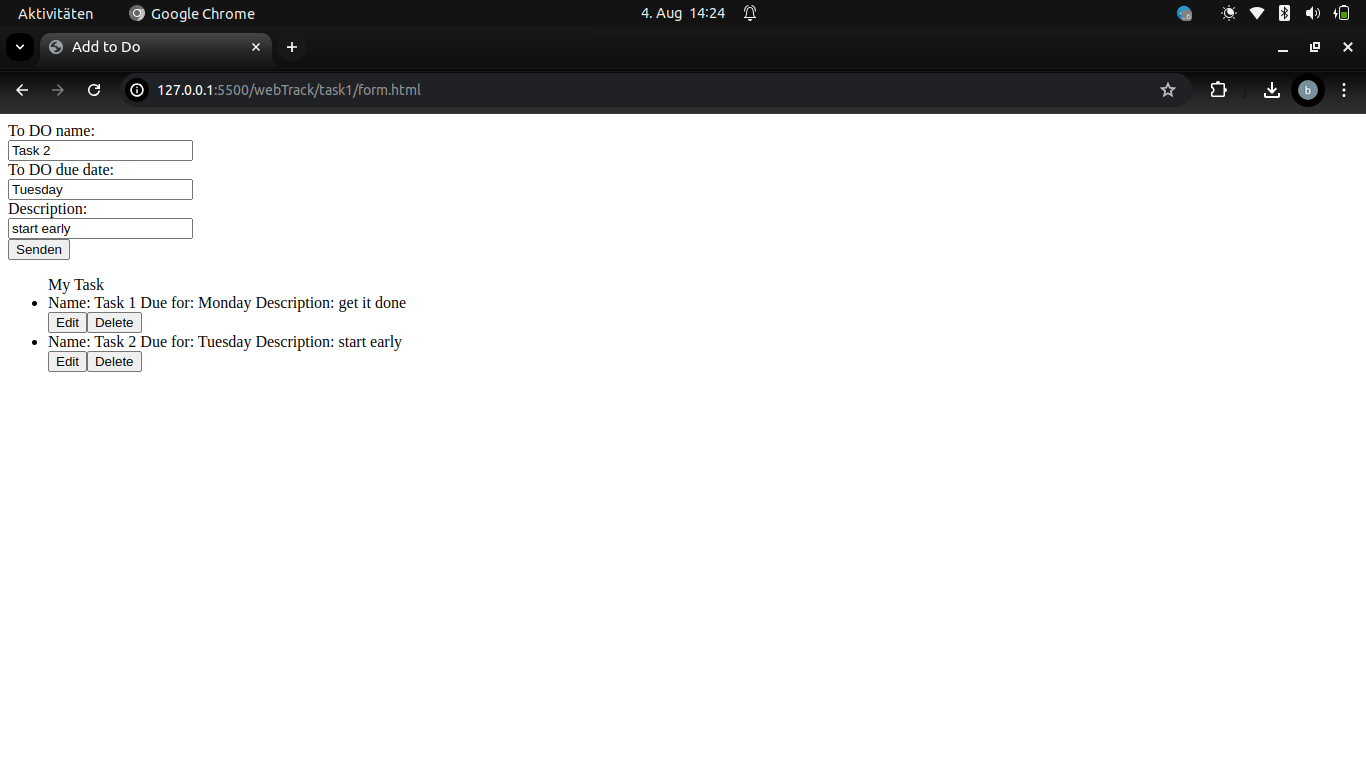 Aktivitäten Google Chrome 4. Aug 14:24
Add to Do
127.0.0.1:5500/webTrack/task1/form.html b
To DO name:
Task 2
To DO due date:
Tuesday
Description:
start early
Senden
My Task
Name: Task 1 Due for: Monday Description: get it done
Edit Delete
Name: Task 2 Due for: Tuesday Description: start early
Edit Delete